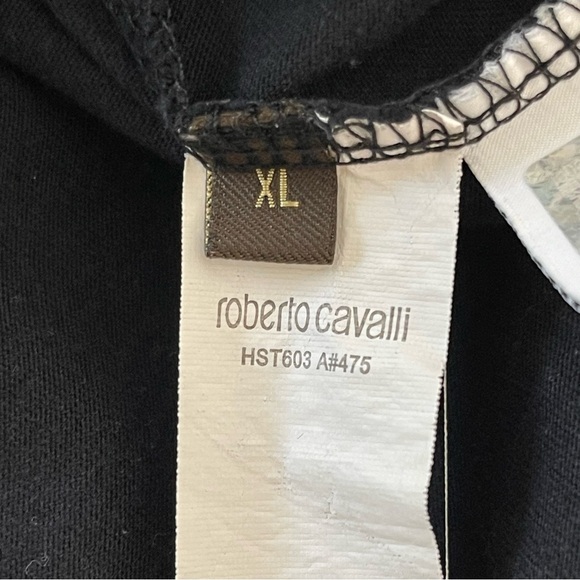 XL
roberto cavalli
HST603 A#475